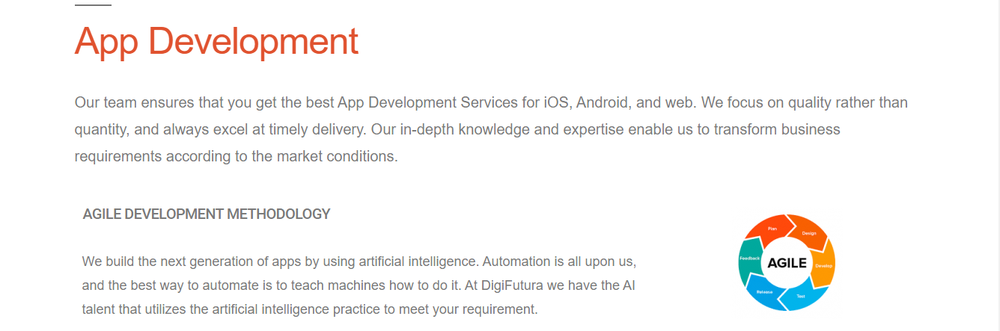 App Development
Our team ensures that you get the best App Development Services for iOS, Android, and web. We focus on quality rather than
quantity, and always excel at timely delivery. Our in-depth knowledge and expertise enable us to transform business
requirements according to the market conditions.
AGILE DEVELOPMENT METHODOLOGY
We build the next generation of apps by using artificial intelligence. Automation is all upon us,
and the best way to automate is to teach machines how to do it. At DigiFutura we have the AI
talent that utilizes the artificial intelligence practice to meet your requirement.
Plan
Design
Develop
Test
Release
Feedback
AGILE